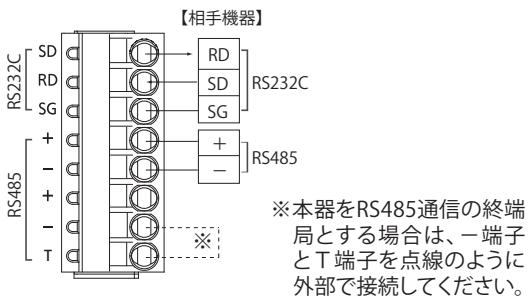 【相手機器】
SD
RD
SG
RS232C
+
−
+
−
T
RS485
RD
SD
SG
RS232C
+
−
RS485
※
※本器をRS485通信の終端
局とする場合は、−端子
とT端子を点線のように
外部で接続してください。